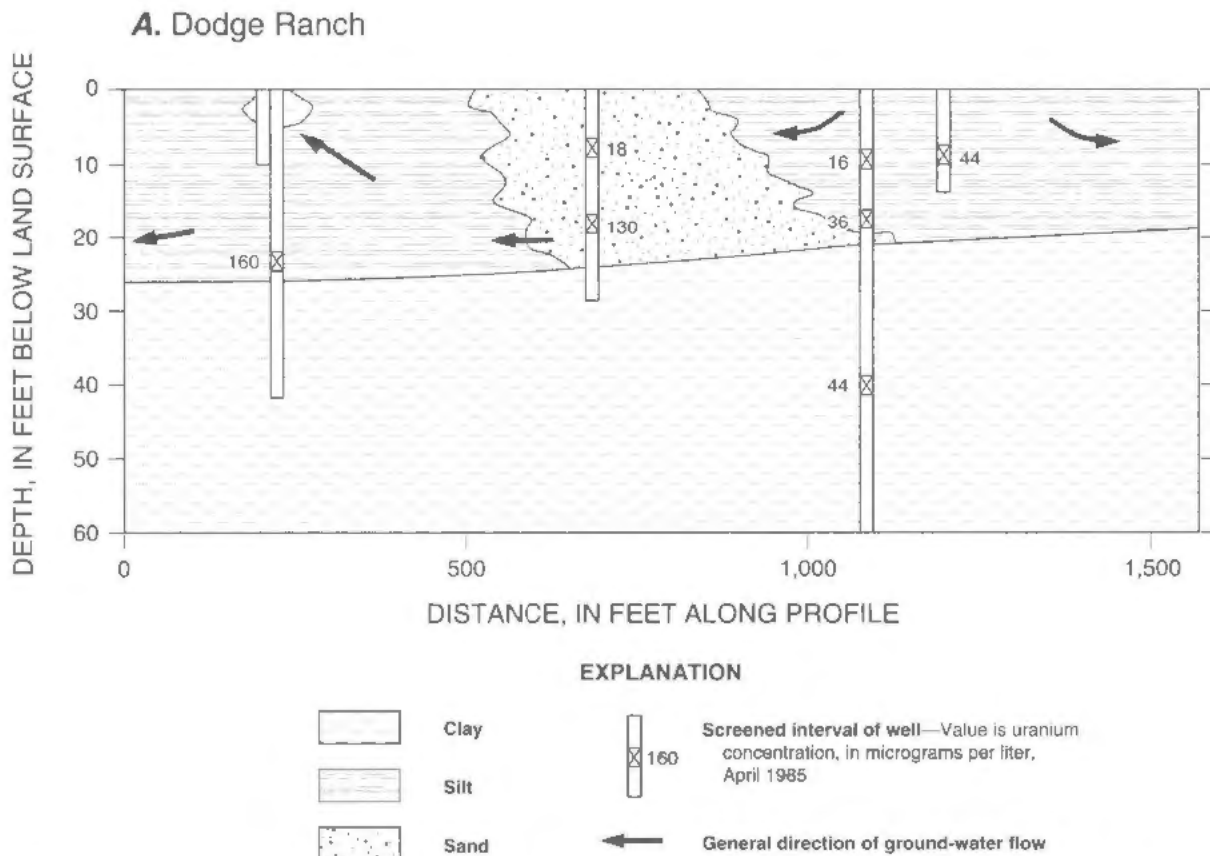 A. Dodge Ranch
DEPTH, IN FEET BELOW LAND SURFACE
0
10
20
30
40
50
60
18
130
160
16
36
44
44
0
500
1,000
1,500
DISTANCE, IN FEET ALONG PROFILE
EXPLANATION
Clay
Silt
Sand
160
Screened interval of well—Value is uranium
concentration, in micrograms per liter,
April 1985
General direction of ground-water flow